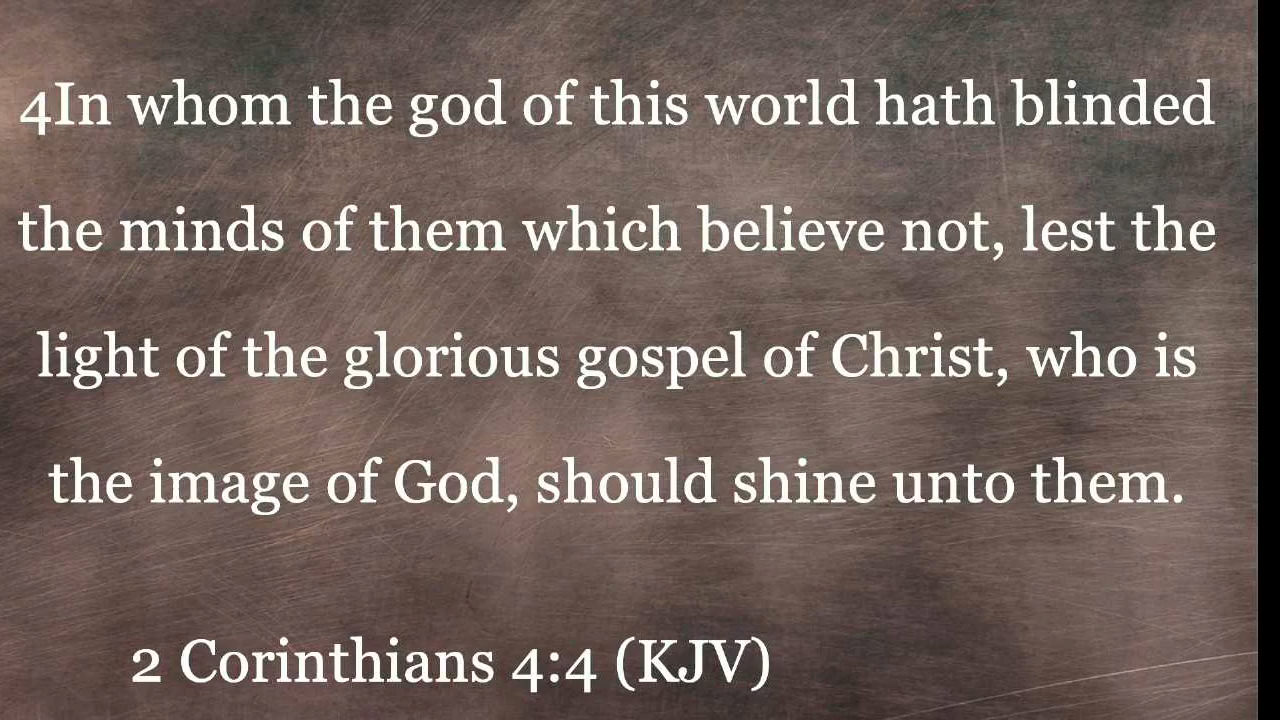 4In whom the god of this world hath blinded
the minds of them which believe not, lest the
light of the glorious gospel of Christ, who is
the image of God, should shine unto them.
2 Corinthians 4:4 (KJV)